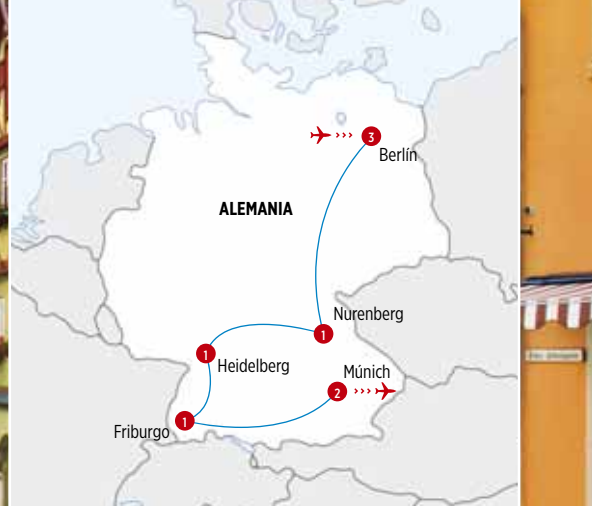 3
Berlín
ALEMANIA
Nurenberg
1
1
Heidelberg
Múnich
2
1
Friburgo